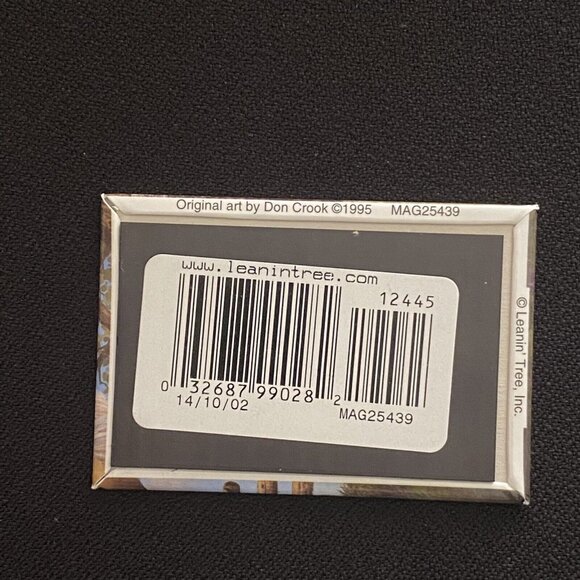 Original art by Don Crook ©1995 MAG25439
© Leanin' Tree, Inc.
www.leanintree.com
12445
0 32687 99028 2
14/10/02
MAG25439